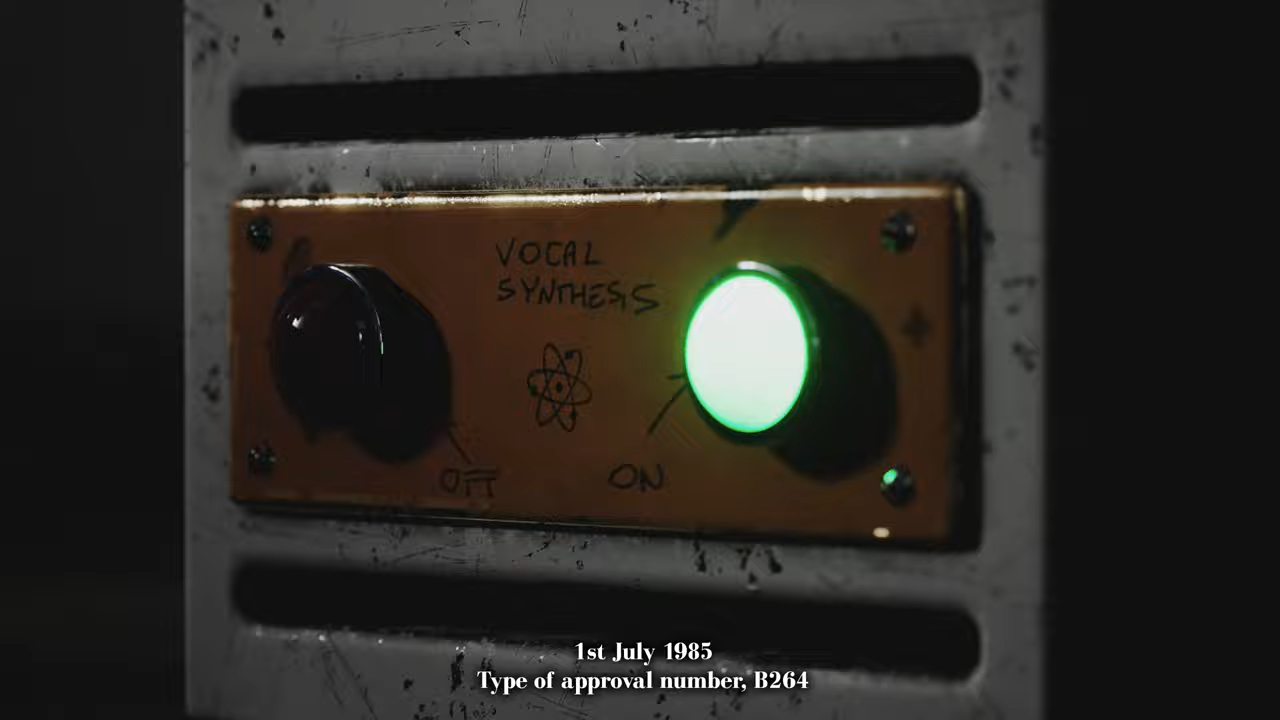 VOCAL
SYNTHESIS
OFF
ON
1st July 1985
Type of approval number, B264